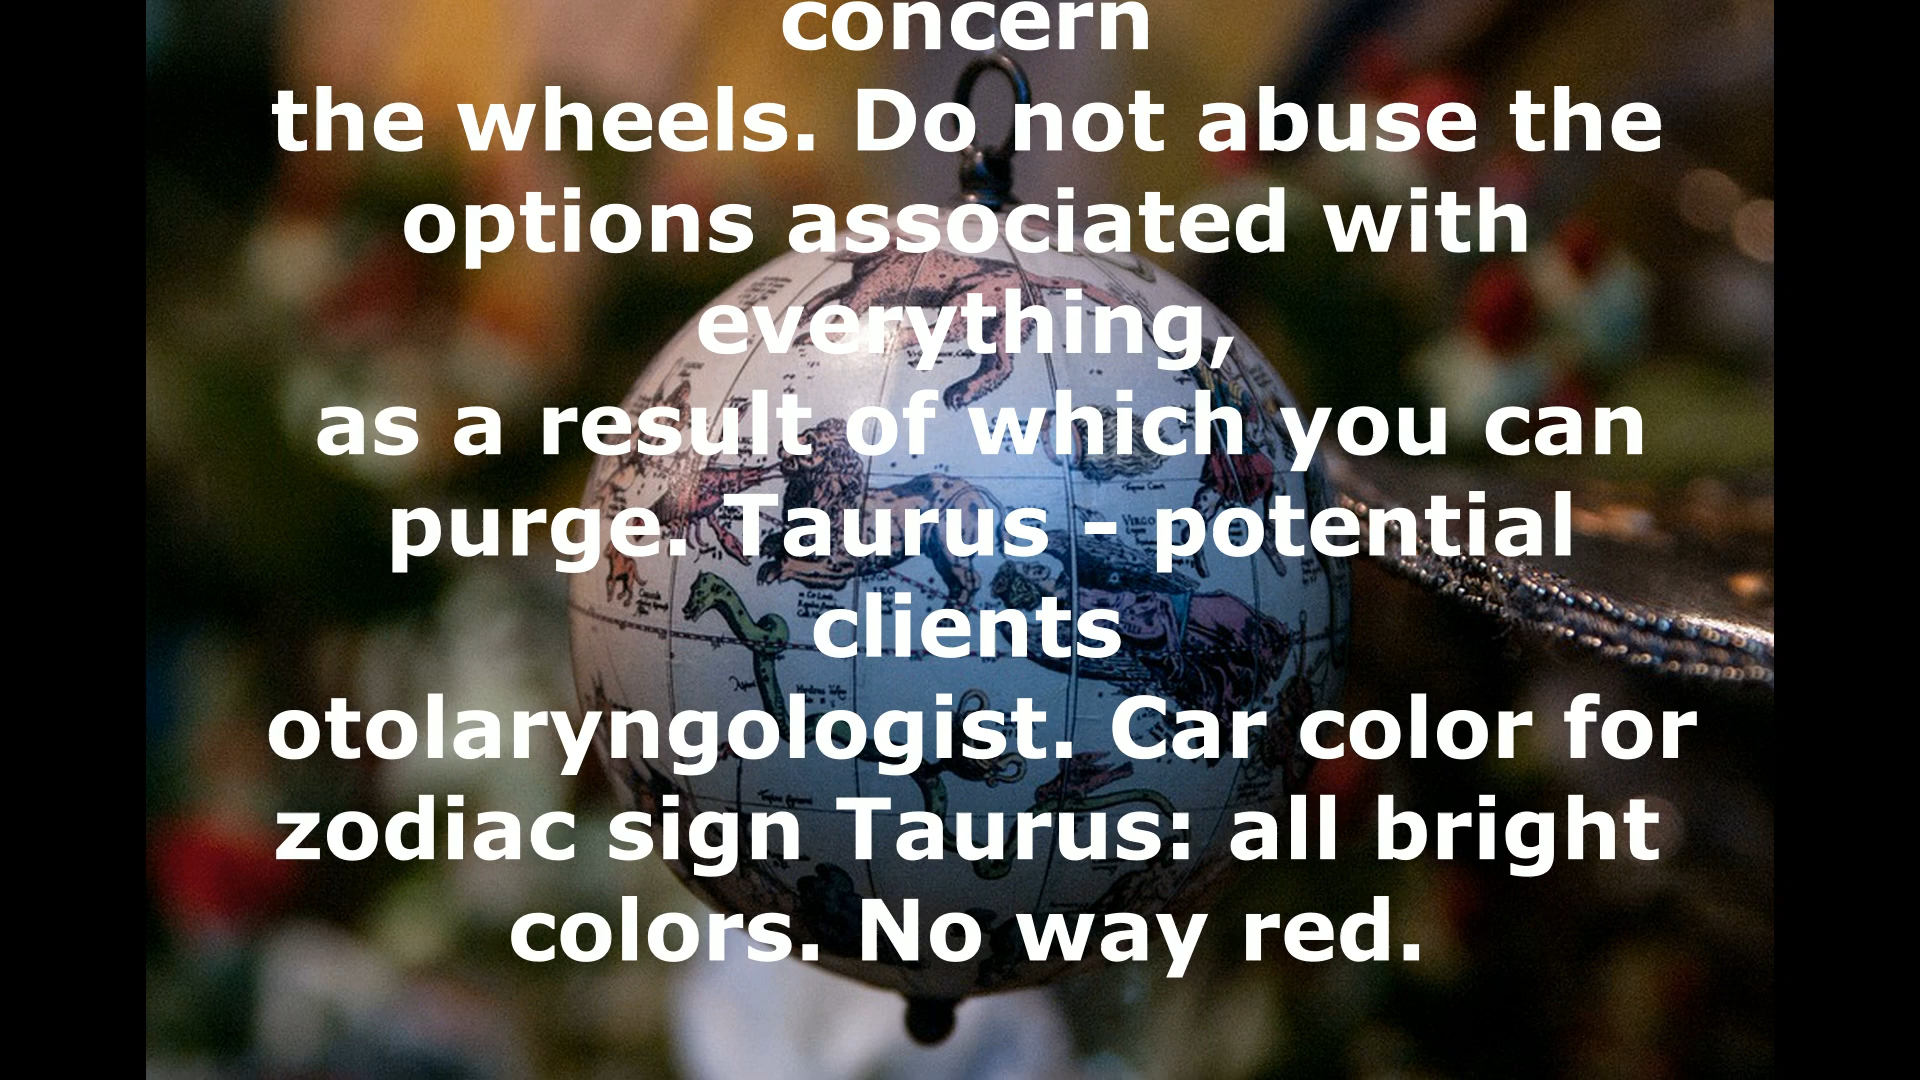 concern
the wheels. Do not abuse the
options associated with
everything,
as a result of which you can
purge. Taurus - potential
clients
otolaryngologist. Car color for
zodiac sign Taurus: all bright
colors. No way red.
VIRGO